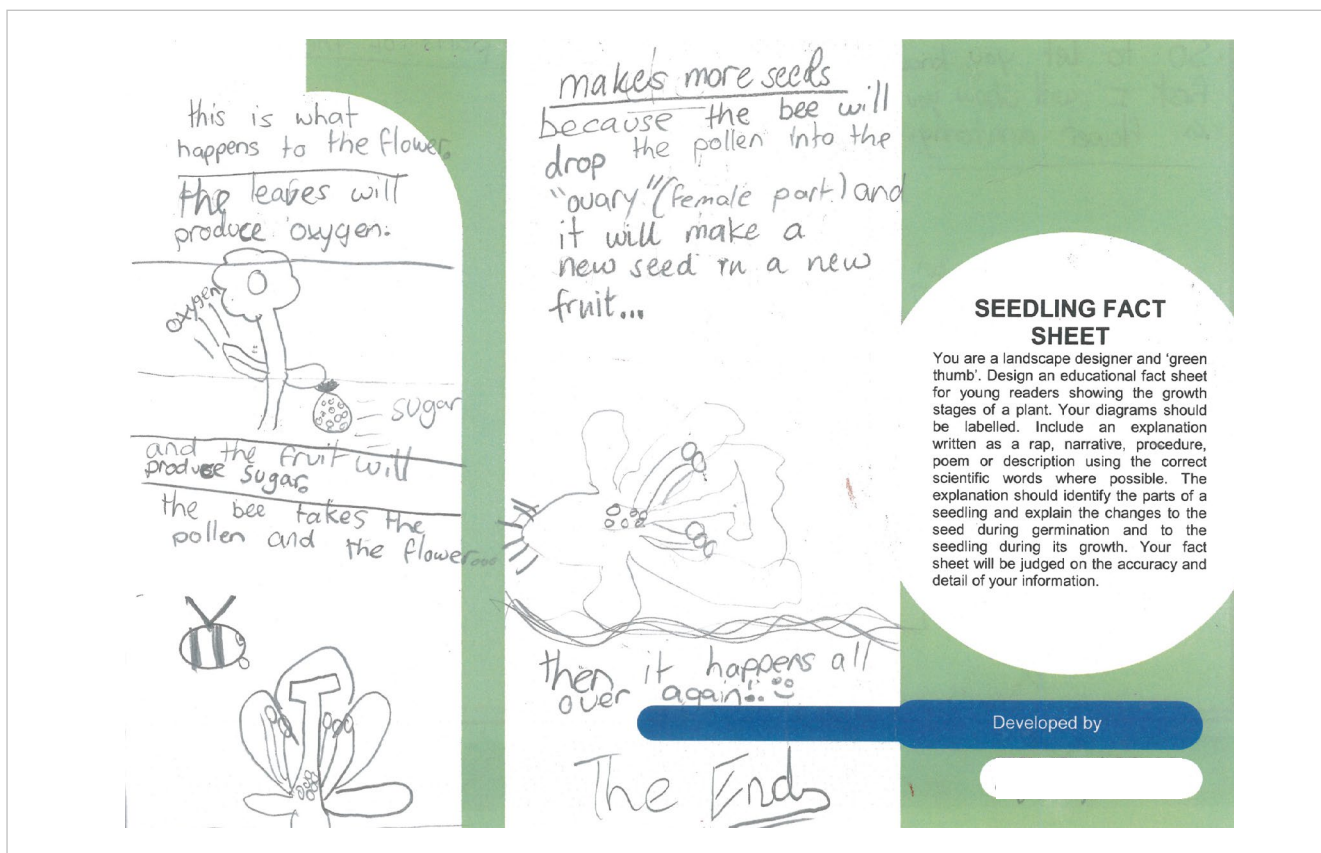 this is what
happens to the flower.
the leaves will
produce oxygen.
oxygen
sugar
and the fruit will
produce sugar.
the bee takes the
pollen and the flower....
makes more seeds
because the bee will
drop the pollen into the
"ovary" (female part) and
it will make a
new seed in a new
fruit...
then it happens all
over again!!
The End
SEEDLING FACT
SHEET
You are a landscape designer and ‘green
thumb’. Design an educational fact sheet
for young readers showing the growth
stages of a plant. Your diagrams should
be labelled. Include an explanation
written as a rap, narrative, procedure,
poem or description using the correct
scientific words where possible. The
explanation should identify the parts of a
seedling and explain the changes to the
seed during germination and to the
seedling during its growth. Your fact
sheet will be judged on the accuracy and
detail of your information.
Developed by